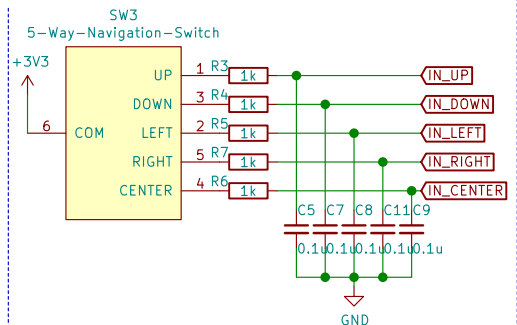 SW3
5-Way-Navigation-Switch
+3V3
UP 1 R3 1k IN_UP
DOWN 3 R4 1k IN_DOWN
6 COM LEFT 2 R5 1k IN_LEFT
RIGHT 5 R7 1k IN_RIGHT
CENTER 4 R6 1k IN_CENTER
C5 C7 C8 C11 C9
0.1u 0.1u 0.1u 0.1u 0.1u
GND